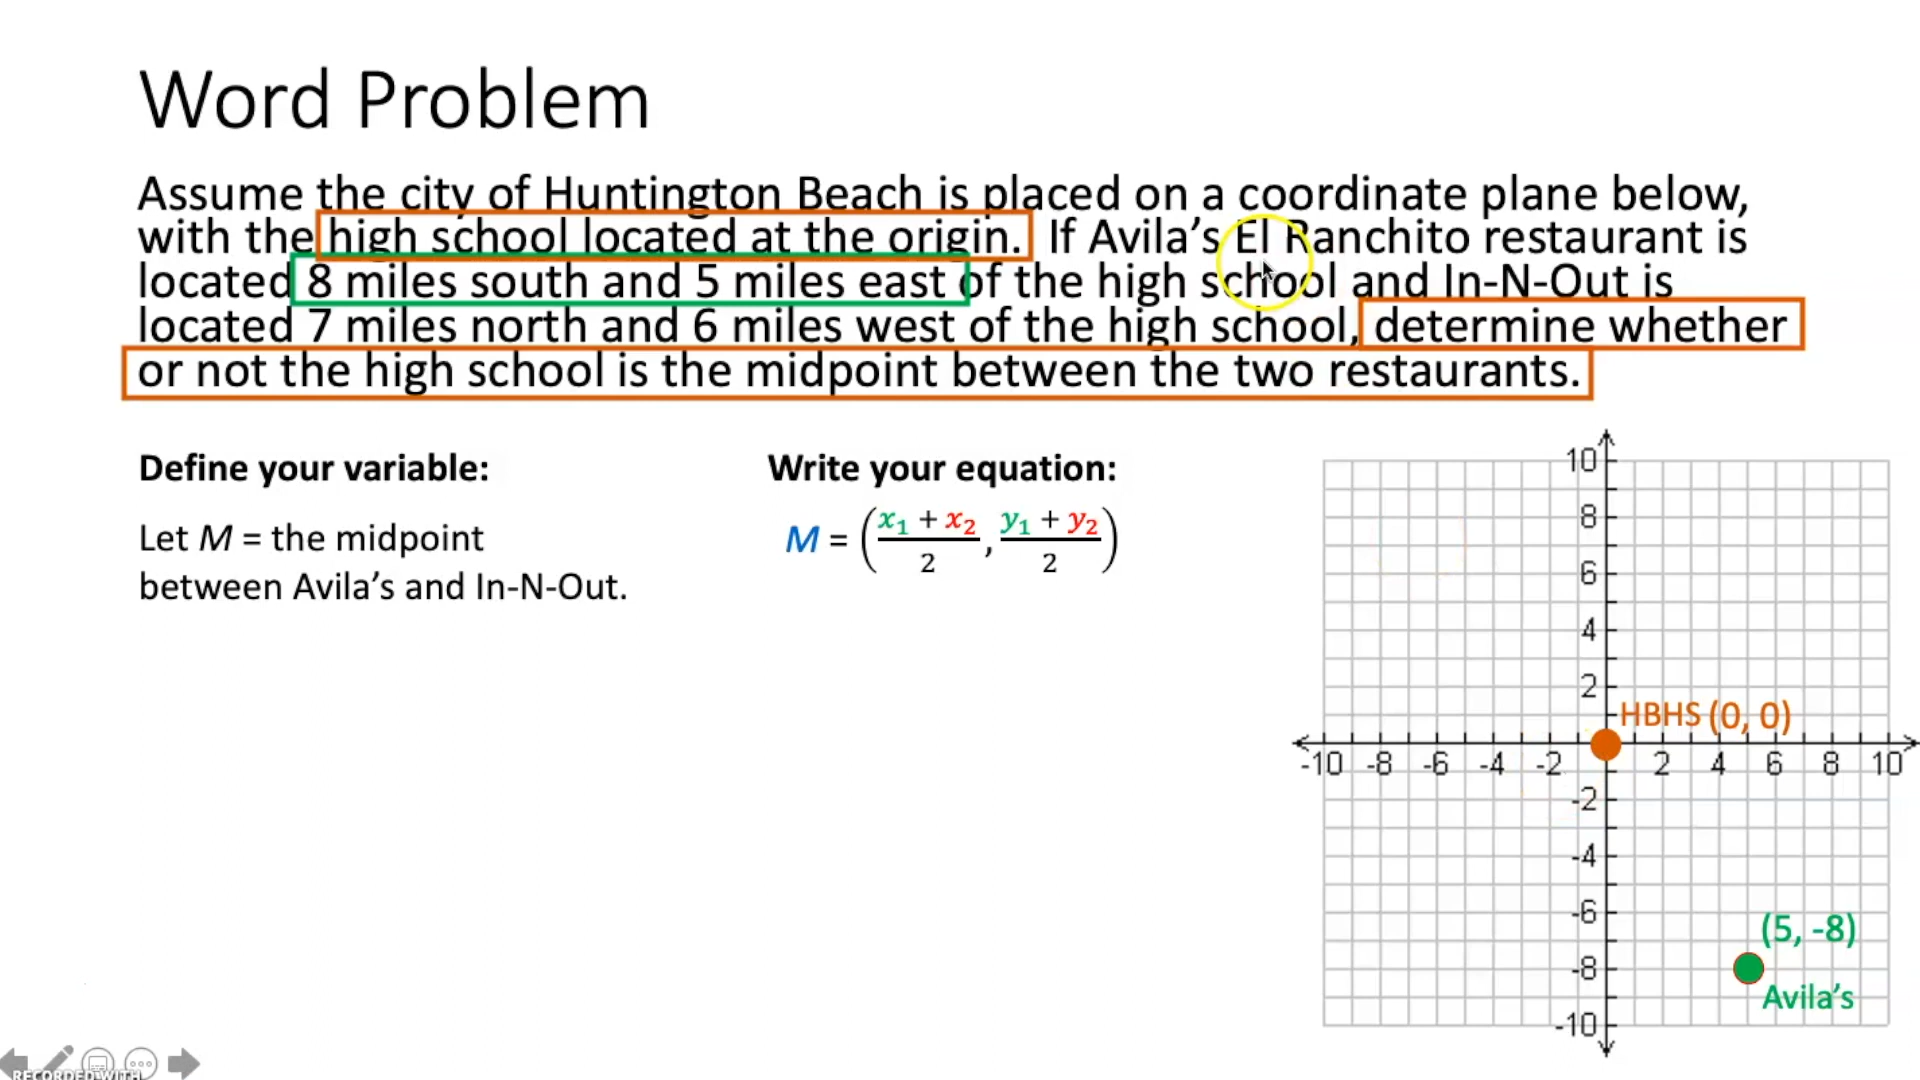 Word Problem
Assume the city of Huntington Beach is placed on a coordinate plane below,
with the high school located at the origin. If Avila's El Ranchito restaurant is
located 8 miles south and 5 miles east of the high school and In-N-Out is
located 7 miles north and 6 miles west of the high school, determine whether
or not the high school is the midpoint between the two restaurants.
Define your variable:
Let M = the midpoint
between Avila's and In-N-Out.
Write your equation:
M = (x₁ + x₂ / 2, y₁ + y₂ / 2)
10
8
6
4
2
HBHS (0, 0)
-10 -8 -6 -4 -2 2 4 6 8 10
-2
-4
-6
(5, -8)
-8
Avila's
-10
RECORDED WITH